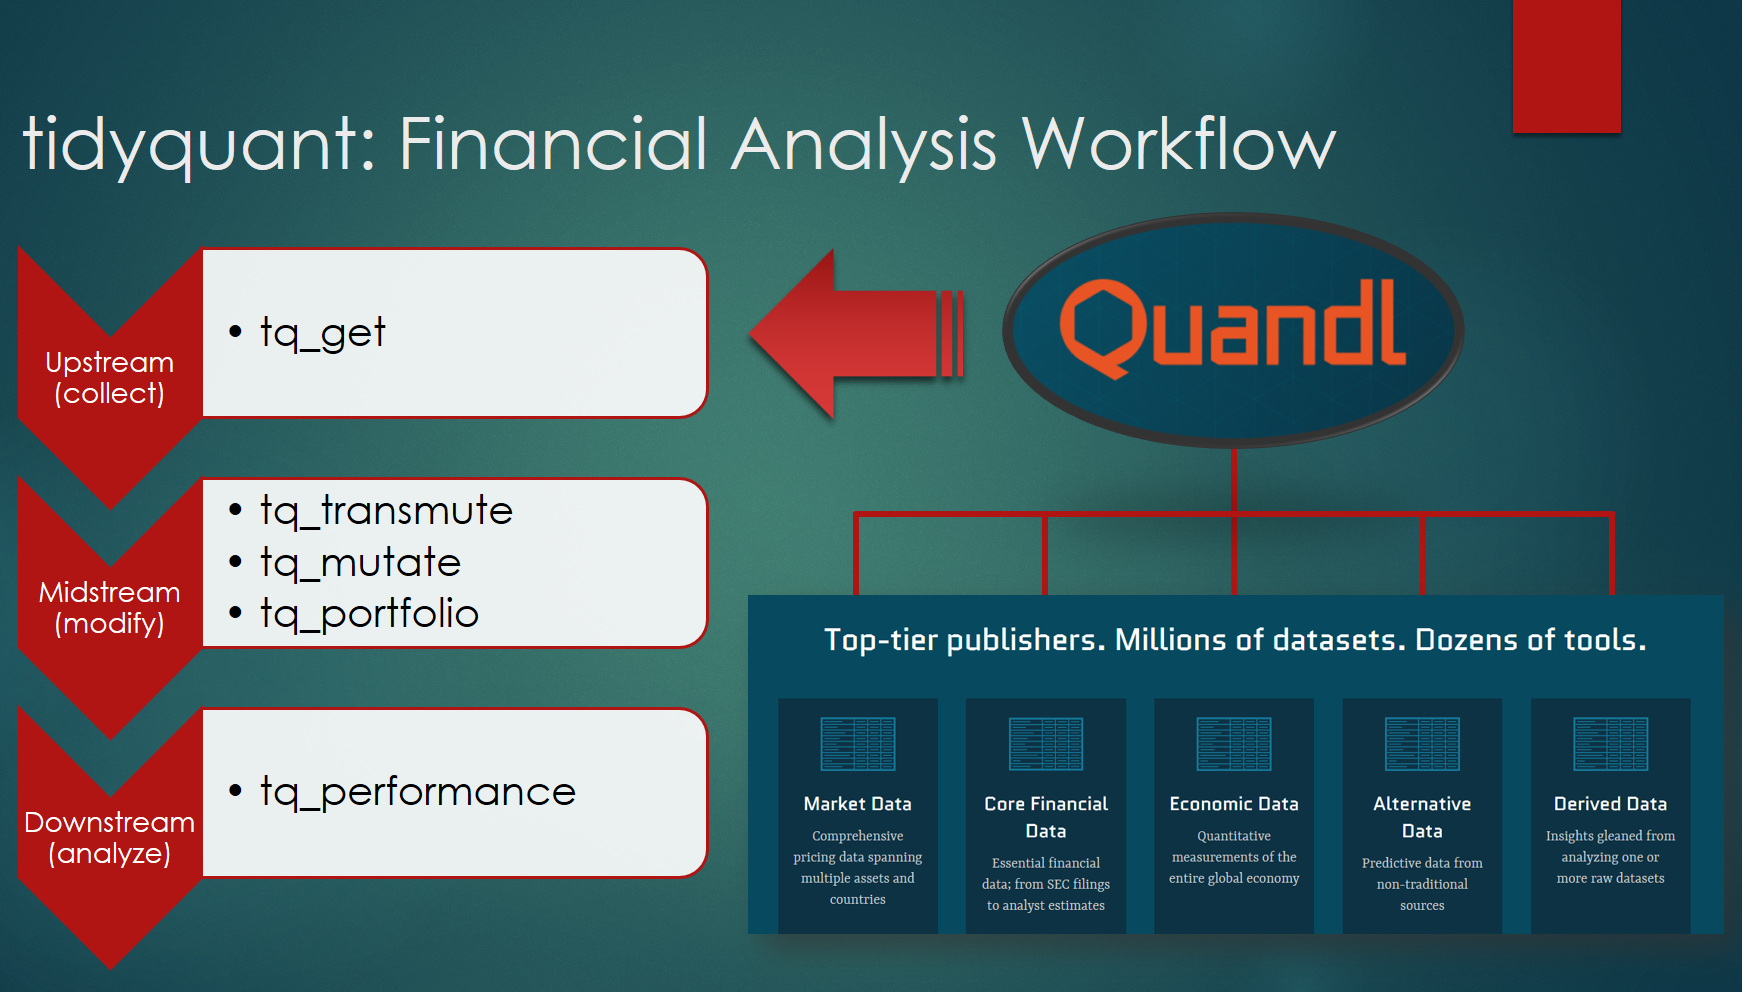 tidyquant: Financial Analysis Workflow
Upstream
(collect)
• tq_get
Midstream
(modify)
• tq_transmute
• tq_mutate
• tq_portfolio
Downstream
(analyze)
• tq_performance
Quandl
Top-tier publishers. Millions of datasets. Dozens of tools.
Market Data
Comprehensive
pricing data spanning
multiple assets and
countries
Core Financial
Data
Essential financial
data; from SEC filings
to analyst estimates
Economic Data
Quantitative
measurements of the
entire global economy
Alternative
Data
Predictive data from
non-traditional
sources
Derived Data
Insights gleaned from
analyzing one or
more raw datasets